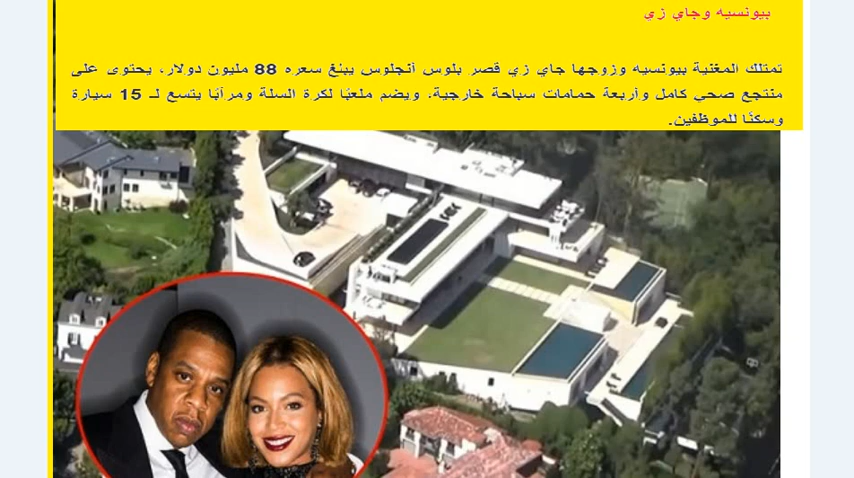 بيونسيه وجاي زي
تمتلك المغنية بيونسيه وزوجها جاي زي قصر بلوس أنجلوس يبلغ سعره 88 مليون دولار، يحتوى على
منتجع صحي كامل وأربعة حمامات سباحة خارجية، ويضم ملعبًا لكرة السلة ومرآبًا يتسع لـ 15 سيارة
وسكنًا للموظفين.